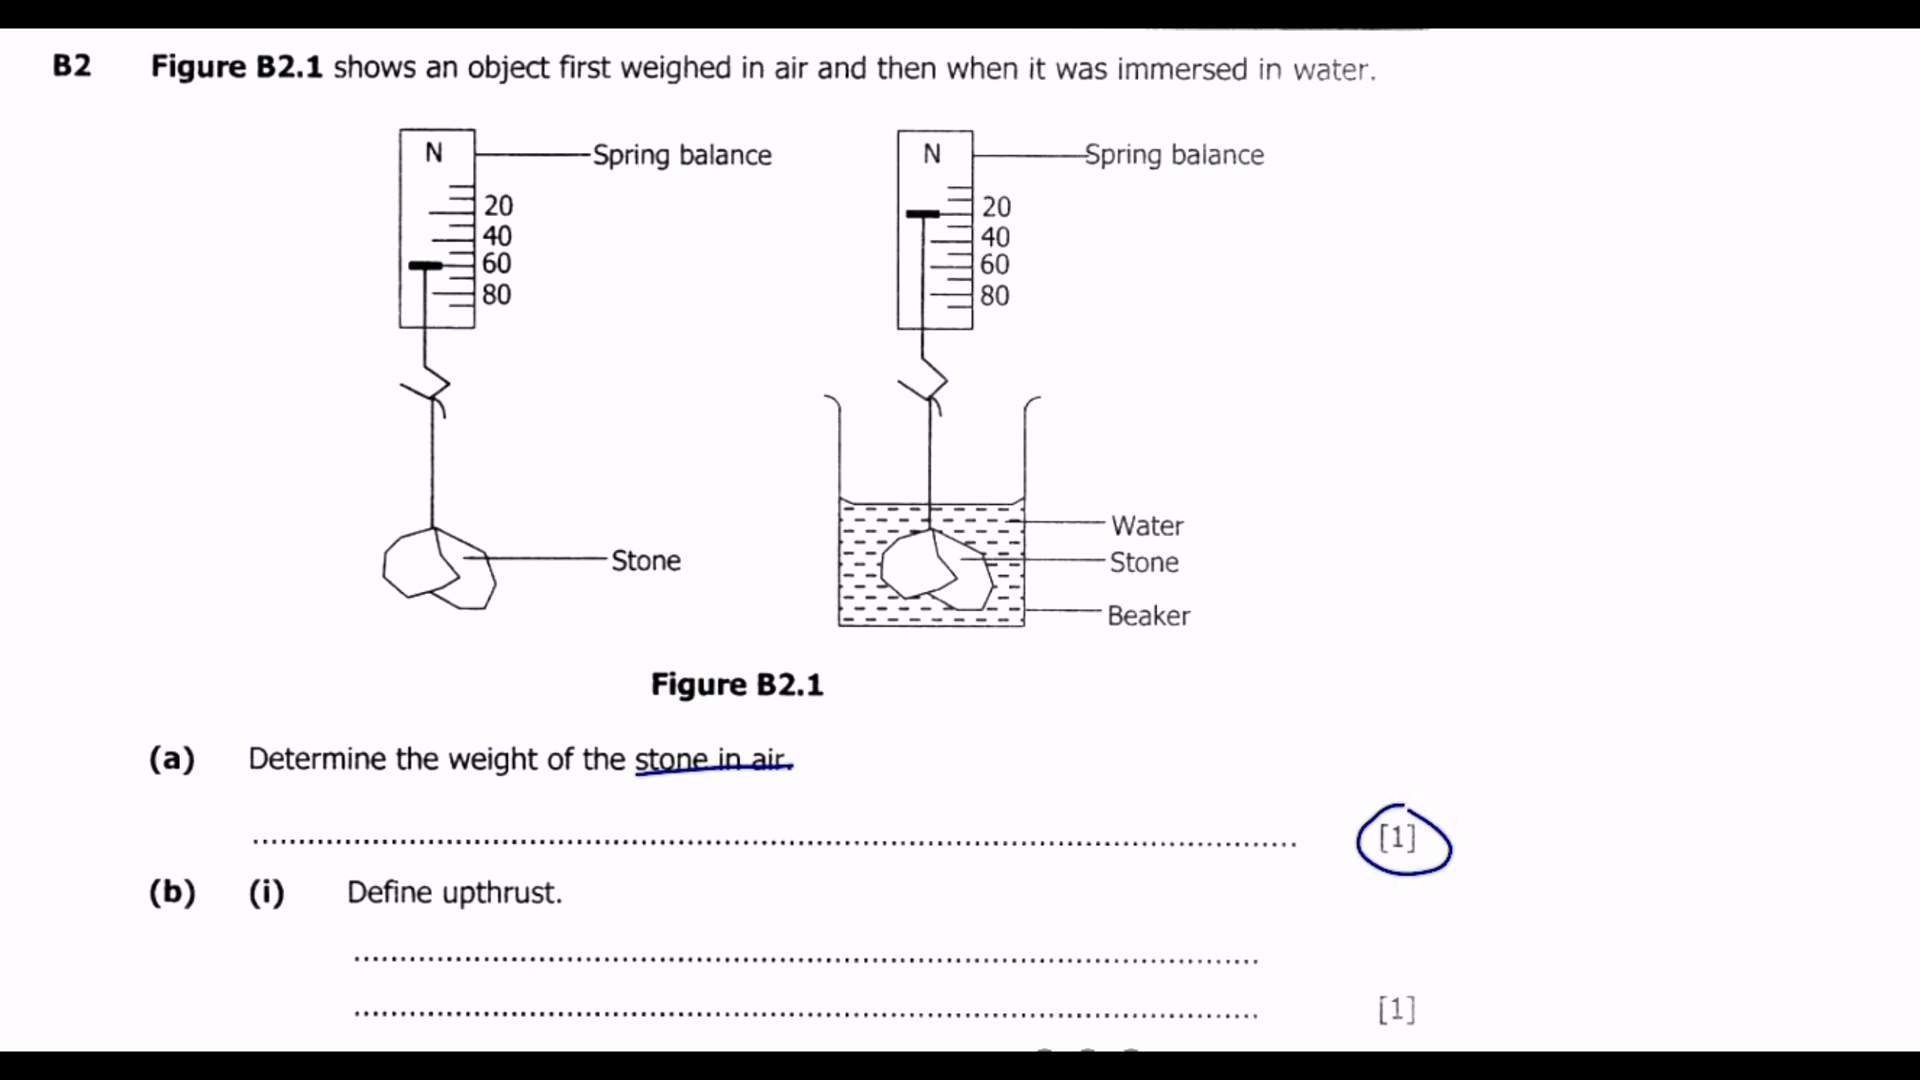 B2 Figure B2.1 shows an object first weighed in air and then when it was immersed in water.
N Spring balance N Spring balance
20 20
40 40
60 60
80 80
Water
Stone Stone
Beaker
Figure B2.1
(a) Determine the weight of the stone in air.
[1]
(b) (i) Define upthrust.
[1]